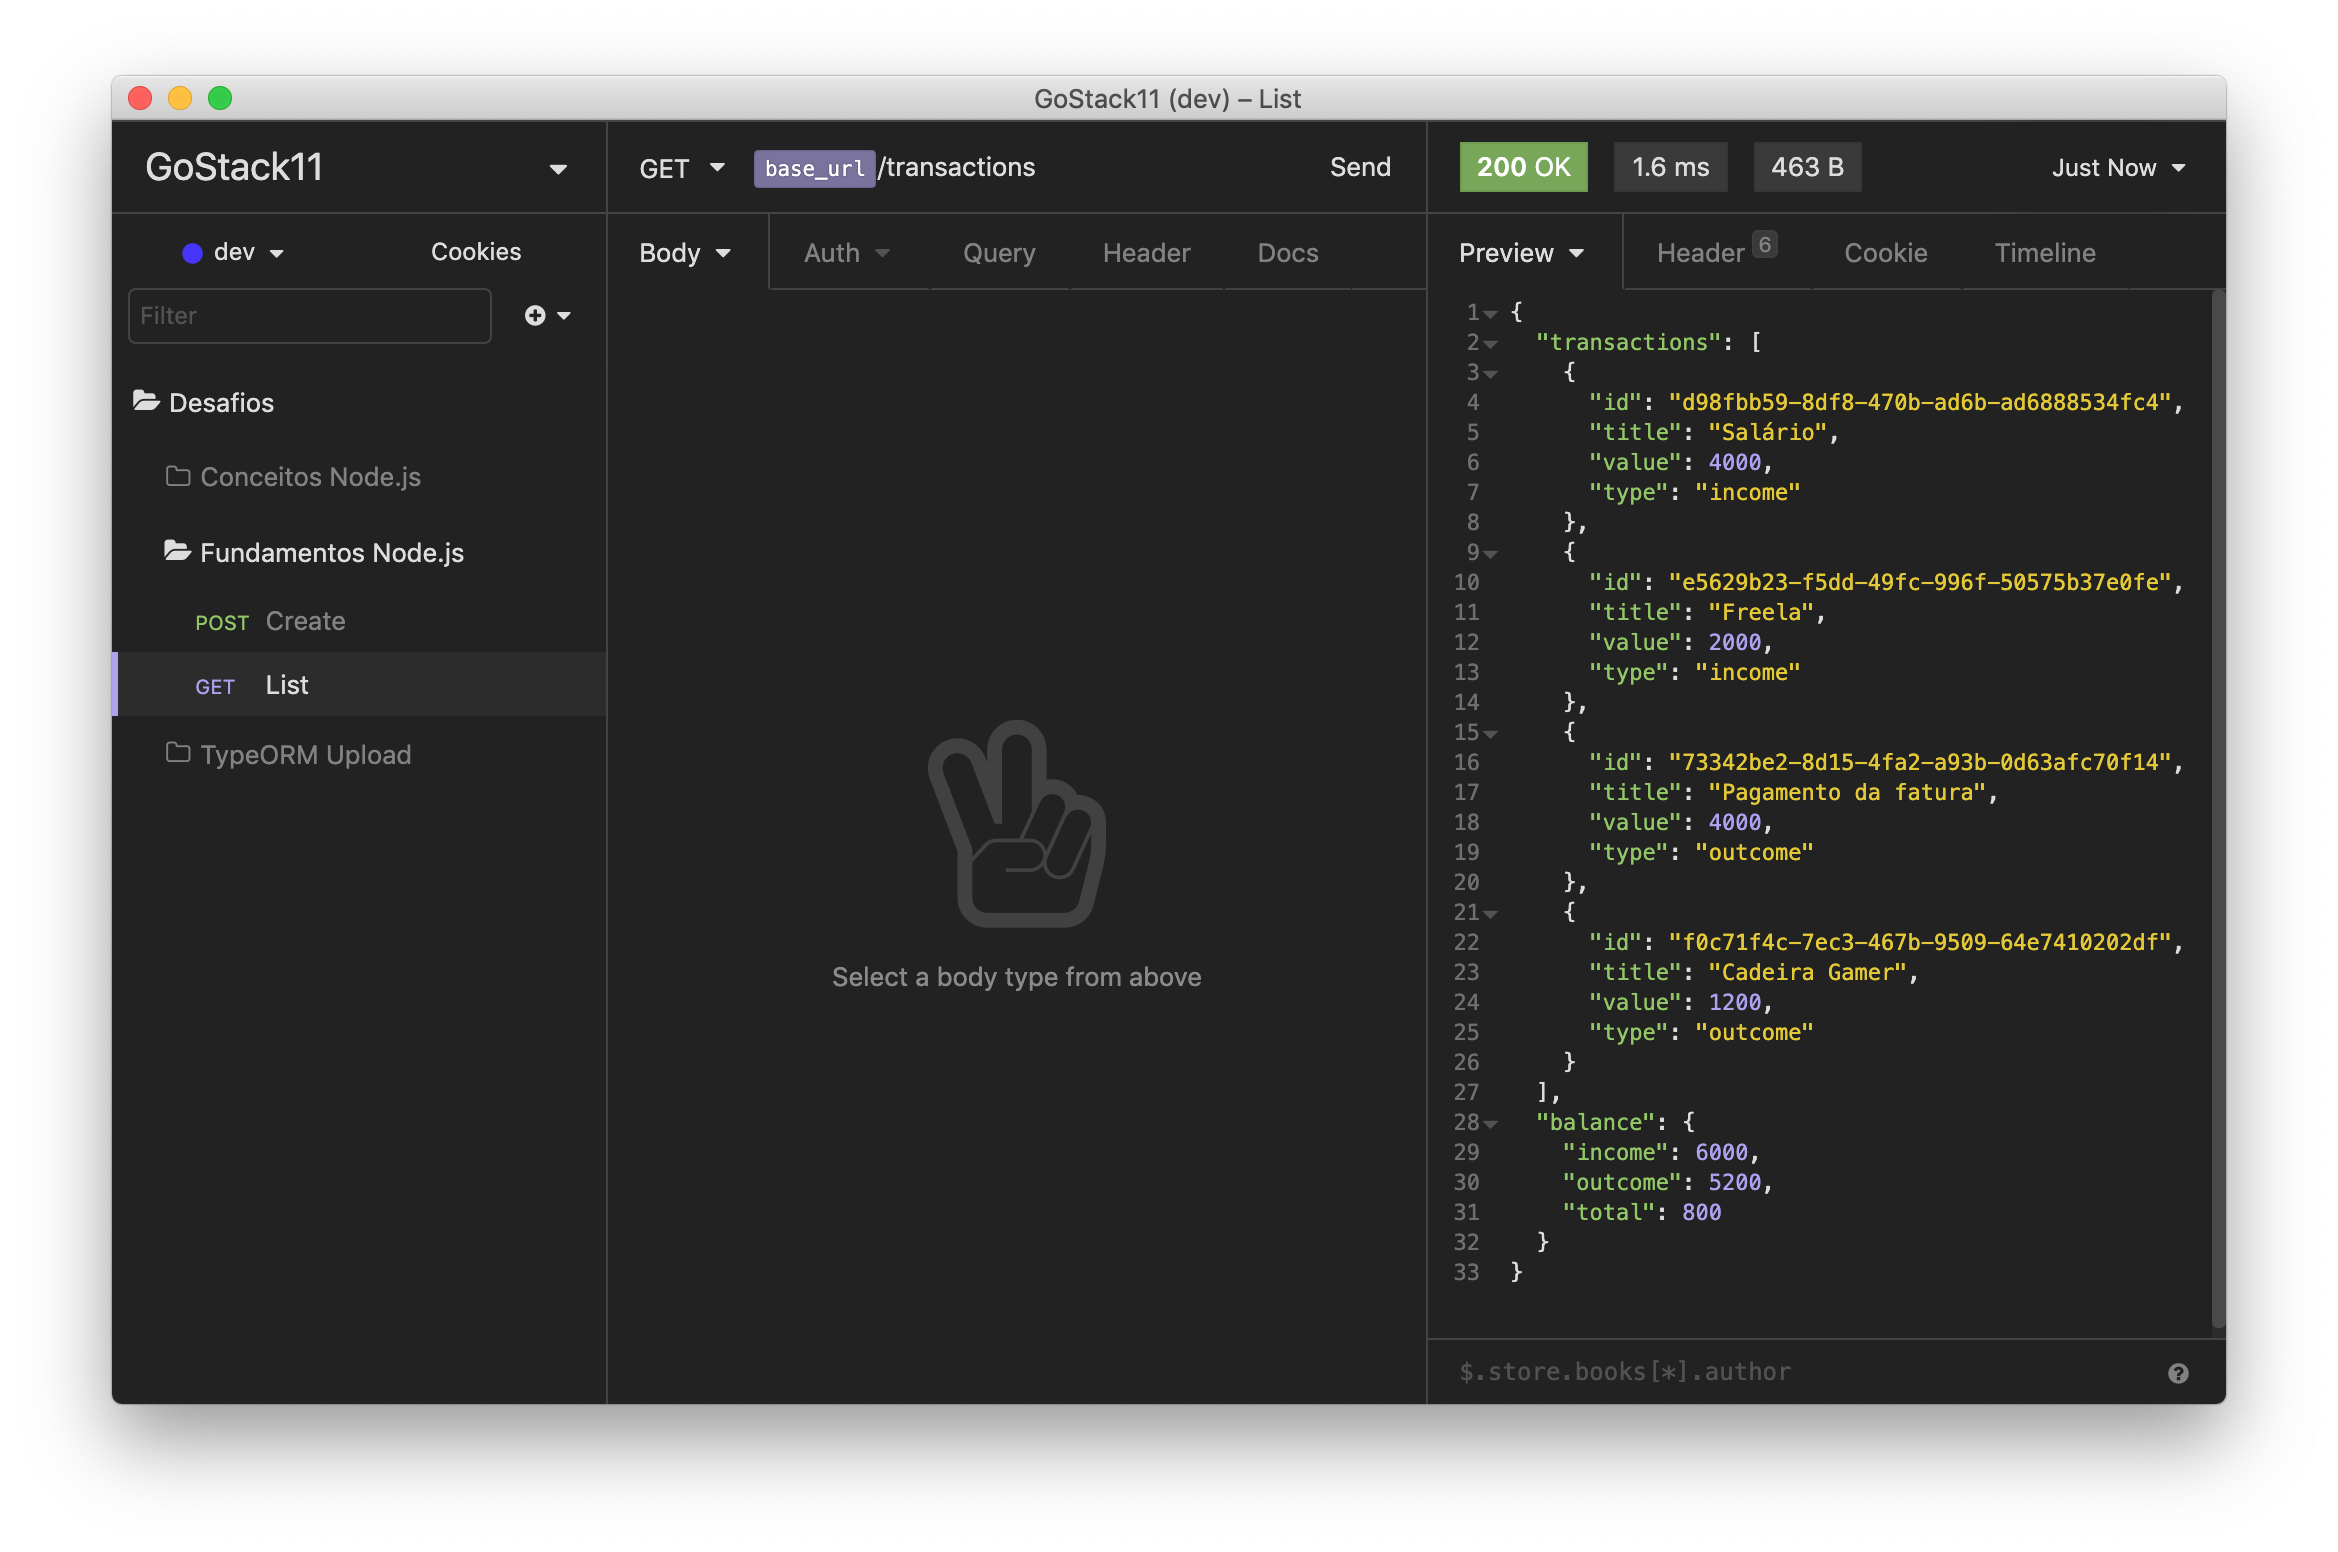 GoStack11 (dev) – List
GoStack11
dev
Cookies
Filter
Desafios
Conceitos Node.js
Fundamentos Node.js
POST Create
GET List
TypeORM Upload
GET base_url/transactions Send
Body Auth Query Header Docs
Select a body type from above
200 OK 1.6 ms 463 B Just Now
Preview Header 6 Cookie Timeline
1 {
2 "transactions": [
3 {
4 "id": "d98fbb59-8df8-470b-ad6b-ad6888534fc4",
5 "title": "Salário",
6 "value": 4000,
7 "type": "income"
8 },
9 {
10 "id": "e5629b23-f5dd-49fc-996f-50575b37e0fe",
11 "title": "Freela",
12 "value": 2000,
13 "type": "income"
14 },
15 {
16 "id": "73342be2-8d15-4fa2-a93b-0d63afc70f14",
17 "title": "Pagamento da fatura",
18 "value": 4000,
19 "type": "outcome"
20 },
21 {
22 "id": "f0c71f4c-7ec3-467b-9509-64e7410202df",
23 "title": "Cadeira Gamer",
24 "value": 1200,
25 "type": "outcome"
26 }
27 ],
28 "balance": {
29 "income": 6000,
30 "outcome": 5200,
31 "total": 800
32 }
33 }
$.store.books[*].author
?